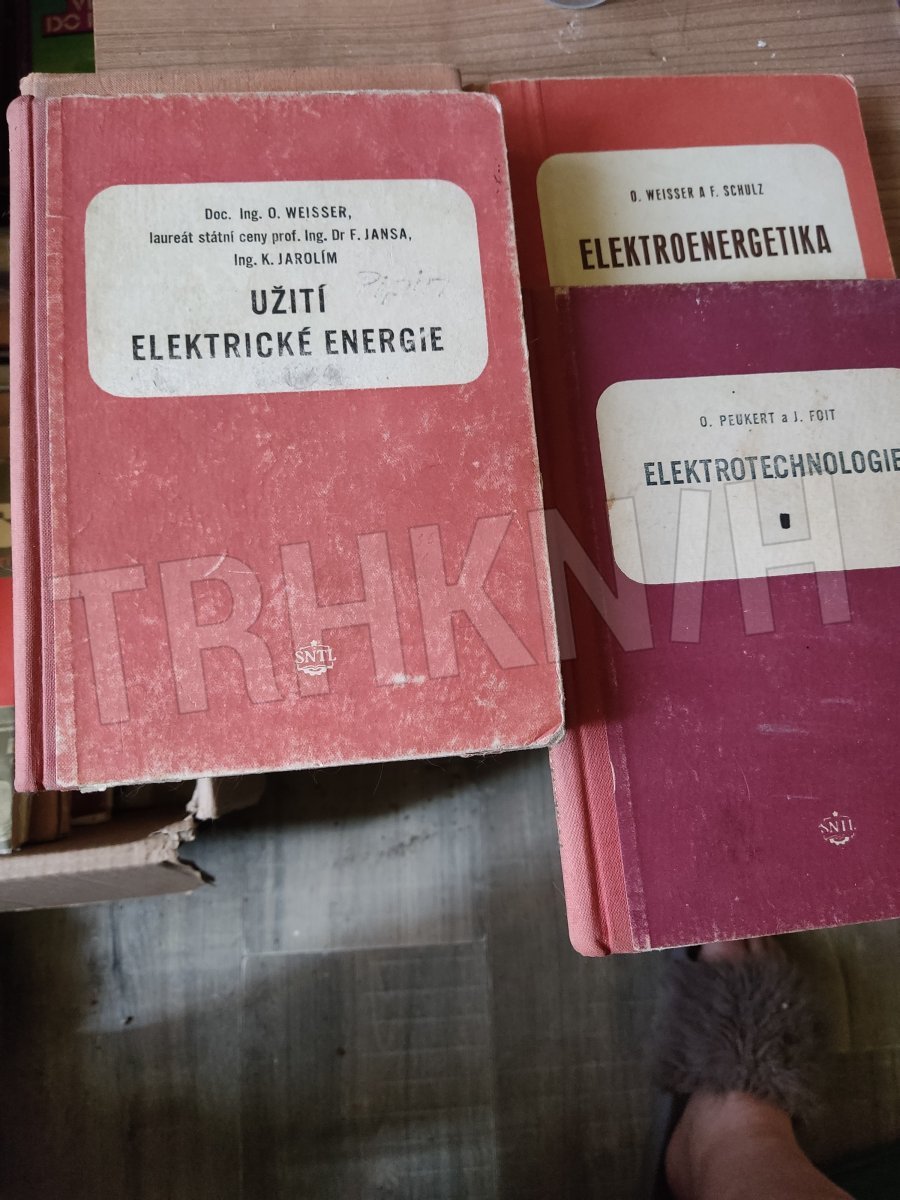 DO
Doc. Ing. O. WEISSER,
laureát státní ceny prof. Ing. Dr F. JANSA,
Ing. K. JAROLÍM
UŽITÍ
ELEKTRICKÉ ENERGIE
SNTL
O. WEISSER A F. SCHULZ
ELEKTROENERGETIKA
O. PEUKERT a J. FOIT
ELEKTROTECHNOLOGIE
SNTL
TRHKNIH